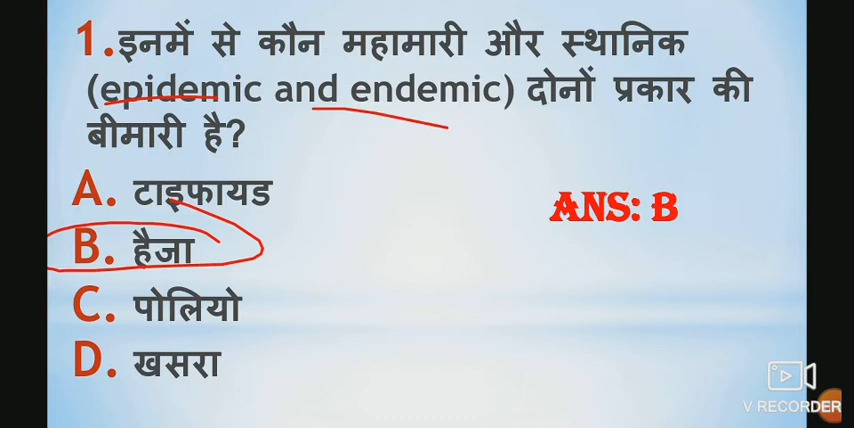 1.इनमें से कौन महामारी और स्थानिक
(epidemic and endemic) दोनों प्रकार की
बीमारी है?
A. टाइफायड
B. हैजा
ANS: B
C. पोलियो
D. खसरा
V RECORDER